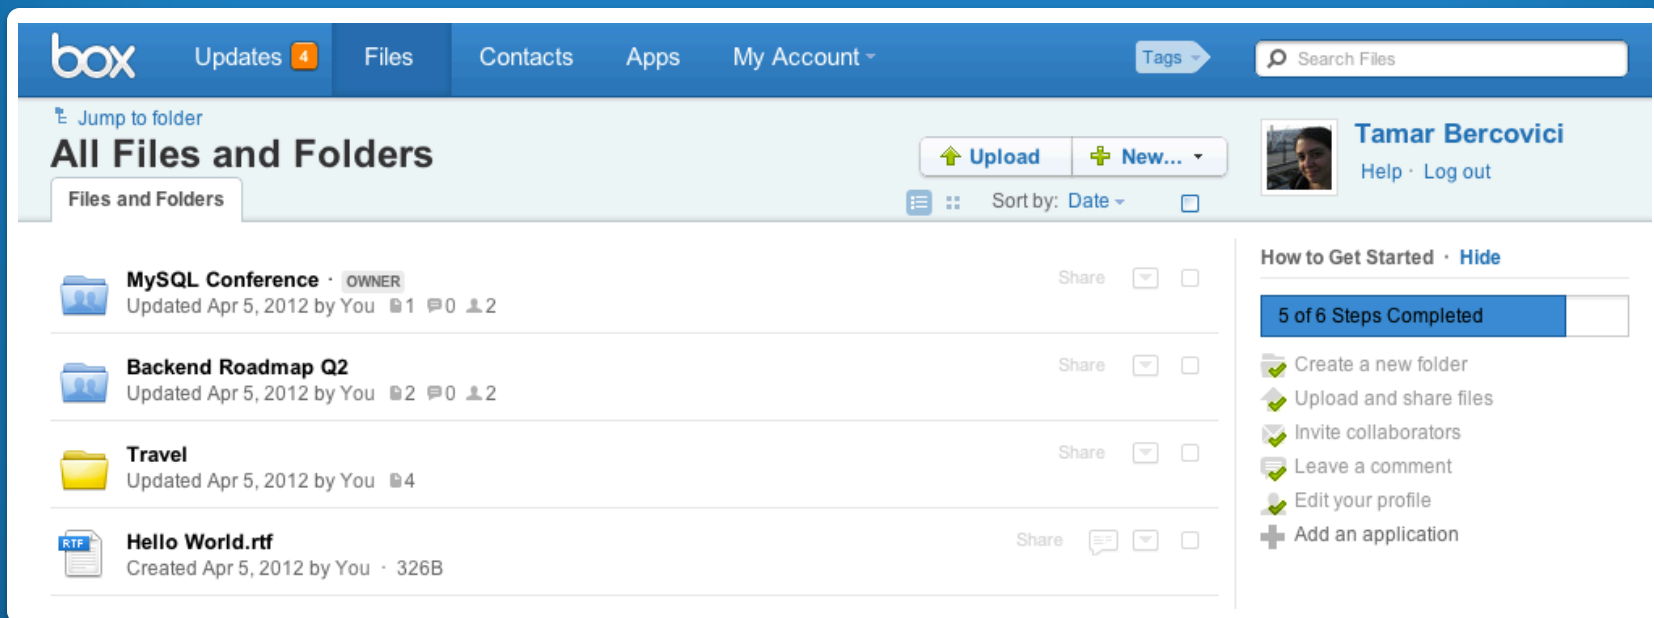 box Updates 4 Files Contacts Apps My Account Tags Search Files
Jump to folder
All Files and Folders
Upload New...
Tamar Bercovici
Help · Log out
Files and Folders
Sort by: Date
How to Get Started · Hide
5 of 6 Steps Completed
Create a new folder
Upload and share files
Invite collaborators
Leave a comment
Edit your profile
Add an application
MySQL Conference · OWNER
Share
Updated Apr 5, 2012 by You 1 0 2
Backend Roadmap Q2
Share
Updated Apr 5, 2012 by You 2 0 2
Travel
Share
Updated Apr 5, 2012 by You 4
RTF
Hello World.rtf
Share
Created Apr 5, 2012 by You · 326B